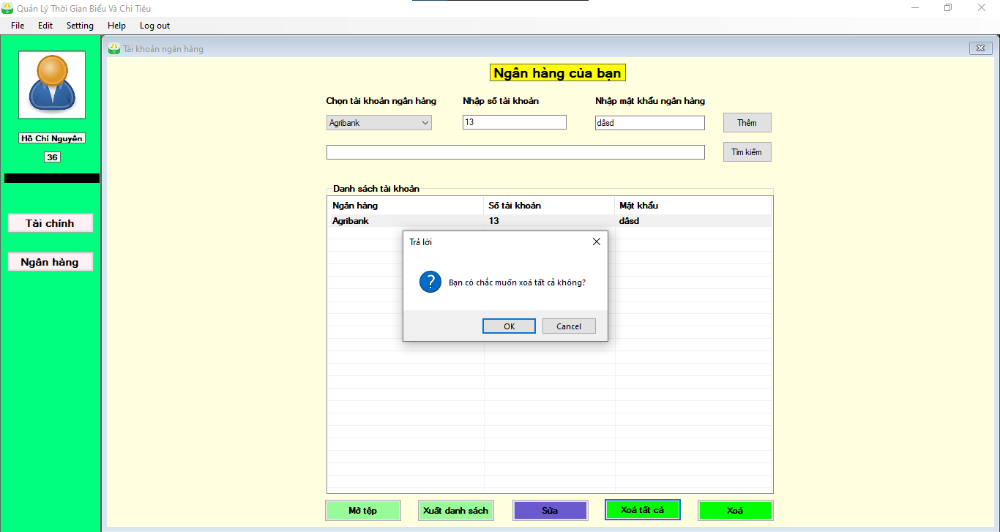 Quản Lý Thời Gian Biểu Và Chi Tiêu
File Edit Setting Help Log out
Tài khoản ngân hàng
Hồ Chí Nguyên
36
Tài chính
Ngân hàng
Ngân hàng của bạn
Chọn tài khoản ngân hàng Nhập số tài khoản Nhập mật khẩu ngân hàng
Agribank 13 dâsd Thêm
Tìm kiếm
Danh sách tài khoản
Ngân hàng Số tài khoản Mật khẩu
Agribank 13 dâsd
Trả lời
Bạn có chắc muốn xoá tất cả không?
OK Cancel
Mở tệp Xuất danh sách Sửa Xoá tất cả Xoá